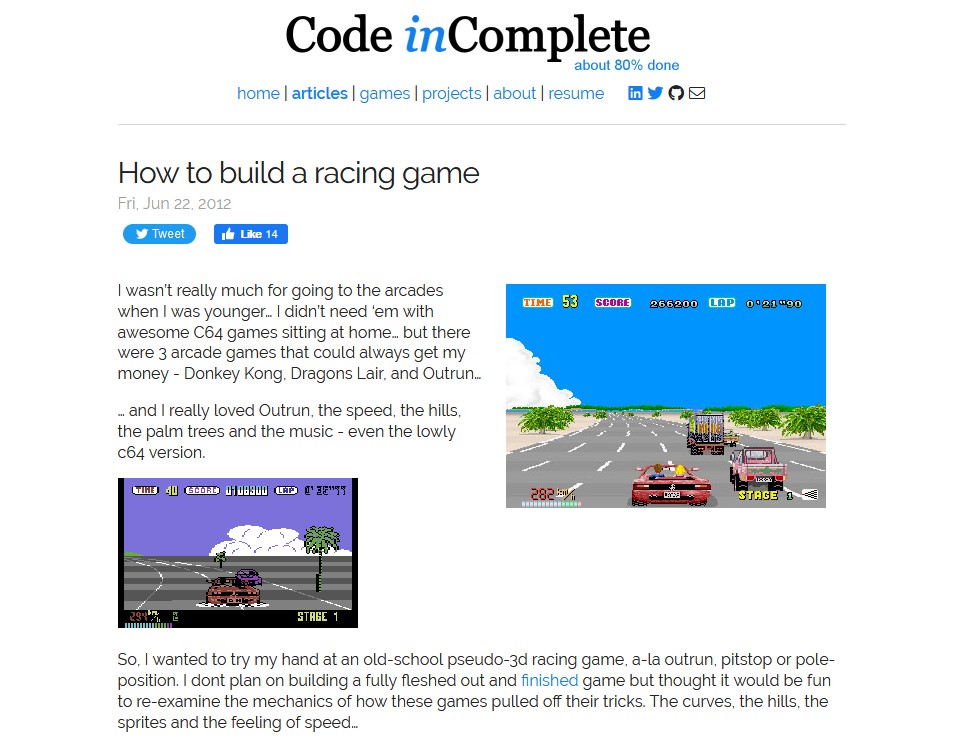 Code inComplete
about 80% done
home | articles | games | projects | about | resume
How to build a racing game
Fri, Jun 22, 2012
Tweet
Like 14
I wasn’t really much for going to the arcades
when I was younger… I didn’t need ‘em with
awesome C64 games sitting at home… but there
were 3 arcade games that could always get my
money - Donkey Kong, Dragons Lair, and Outrun…
… and I really loved Outrun, the speed, the hills,
the palm trees and the music - even the lowly
c64 version.
TIME 53 SCORE 266200 LAP 0'21"90
282 km/h
STAGE 1
TIME 40 SCORE LAP
STAGE 1
So, I wanted to try my hand at an old-school pseudo-3d racing game, a-la outrun, pitstop or pole-
position. I dont plan on building a fully fleshed out and finished game but thought it would be fun
to re-examine the mechanics of how these games pulled off their tricks. The curves, the hills, the
sprites and the feeling of speed…